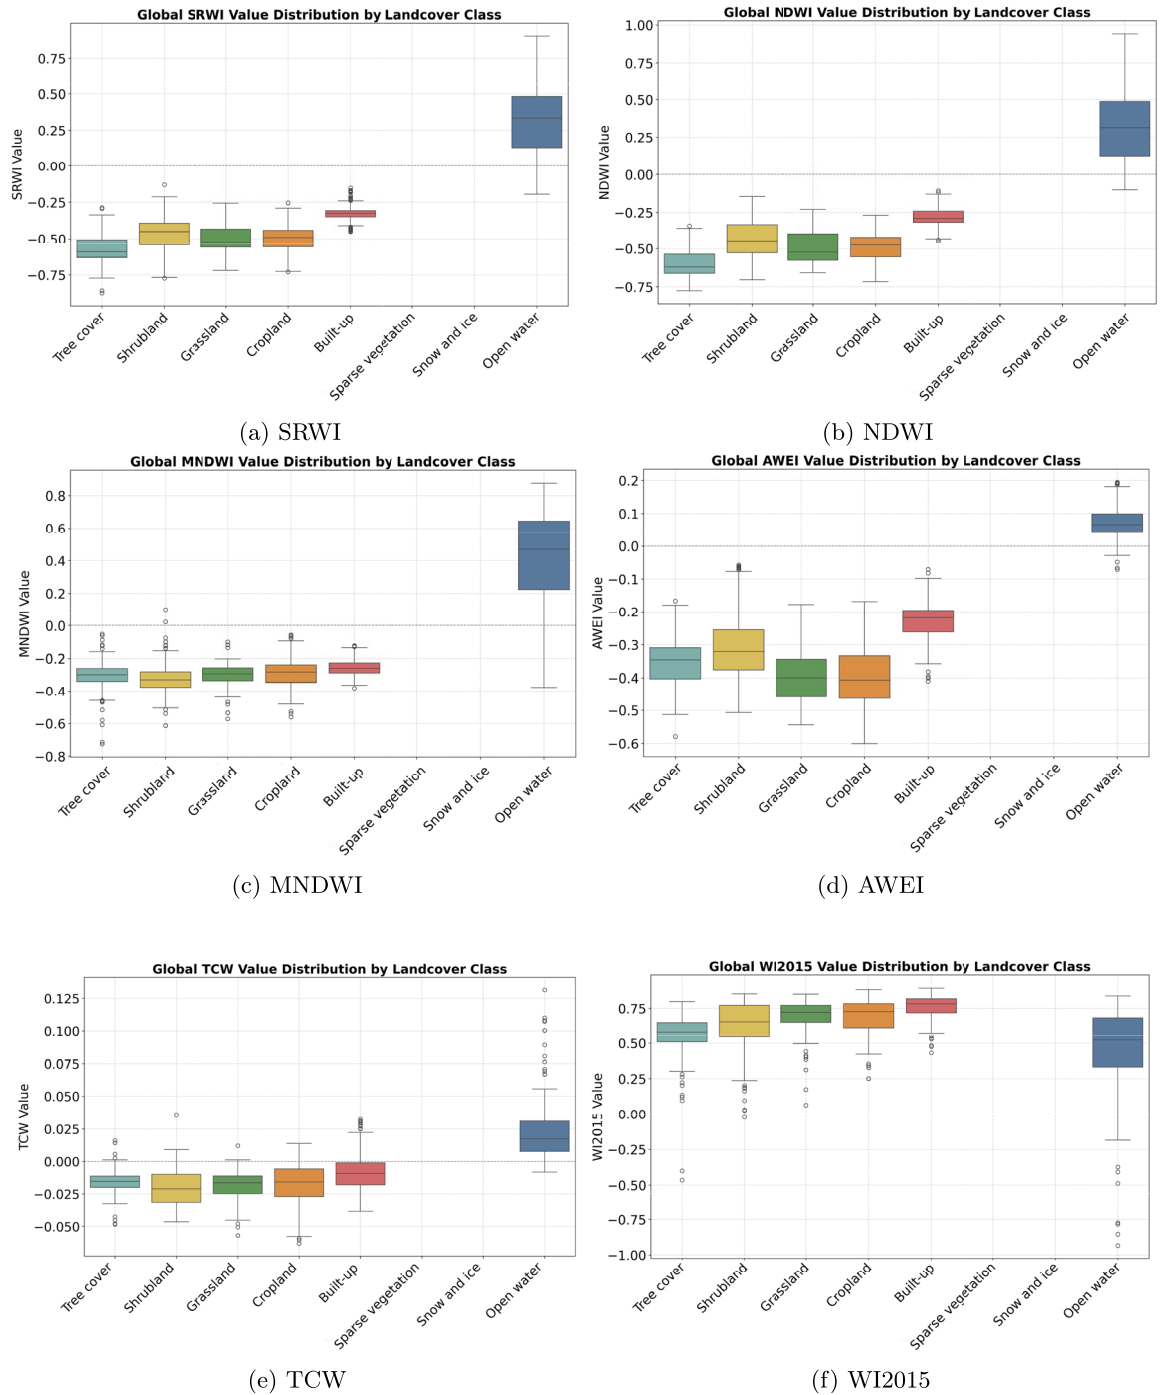 Global SRWI Value Distribution by Landcover Class
SRWI Value
0.75
0.50
0.25
0.00
−0.25
−0.50
−0.75
Tree cover
Shrubland
Grassland
Cropland
Built-up
Sparse vegetation
Snow and ice
Open water
(a) SRWI
Global NDWI Value Distribution by Landcover Class
NDWI Value
1.00
0.75
0.50
0.25
0.00
−0.25
−0.50
−0.75
Tree cover
Shrubland
Grassland
Cropland
Built-up
Sparse vegetation
Snow and ice
Open water
(b) NDWI
Global MNDWI Value Distribution by Landcover Class
MNDWI Value
0.8
0.6
0.4
0.2
0.0
−0.2
−0.4
−0.6
−0.8
Tree cover
Shrubland
Grassland
Cropland
Built-up
Sparse vegetation
Snow and ice
Open water
(c) MNDWI
Global AWEI Value Distribution by Landcover Class
AWEI Value
0.2
0.1
0.0
−0.1
−0.2
−0.3
−0.4
−0.5
−0.6
Tree cover
Shrubland
Grassland
Cropland
Built-up
Sparse vegetation
Snow and ice
Open water
(d) AWEI
Global TCW Value Distribution by Landcover Class
TCW Value
0.125
0.100
0.075
0.050
0.025
0.000
−0.025
−0.050
Tree cover
Shrubland
Grassland
Cropland
Built-up
Sparse vegetation
Snow and ice
Open water
(e) TCW
Global WI2015 Value Distribution by Landcover Class
WI2015 Value
0.75
0.50
0.25
0.00
−0.25
−0.50
−0.75
−1.00
Tree cover
Shrubland
Grassland
Cropland
Built-up
Sparse vegetation
Snow and ice
Open water
(f) WI2015